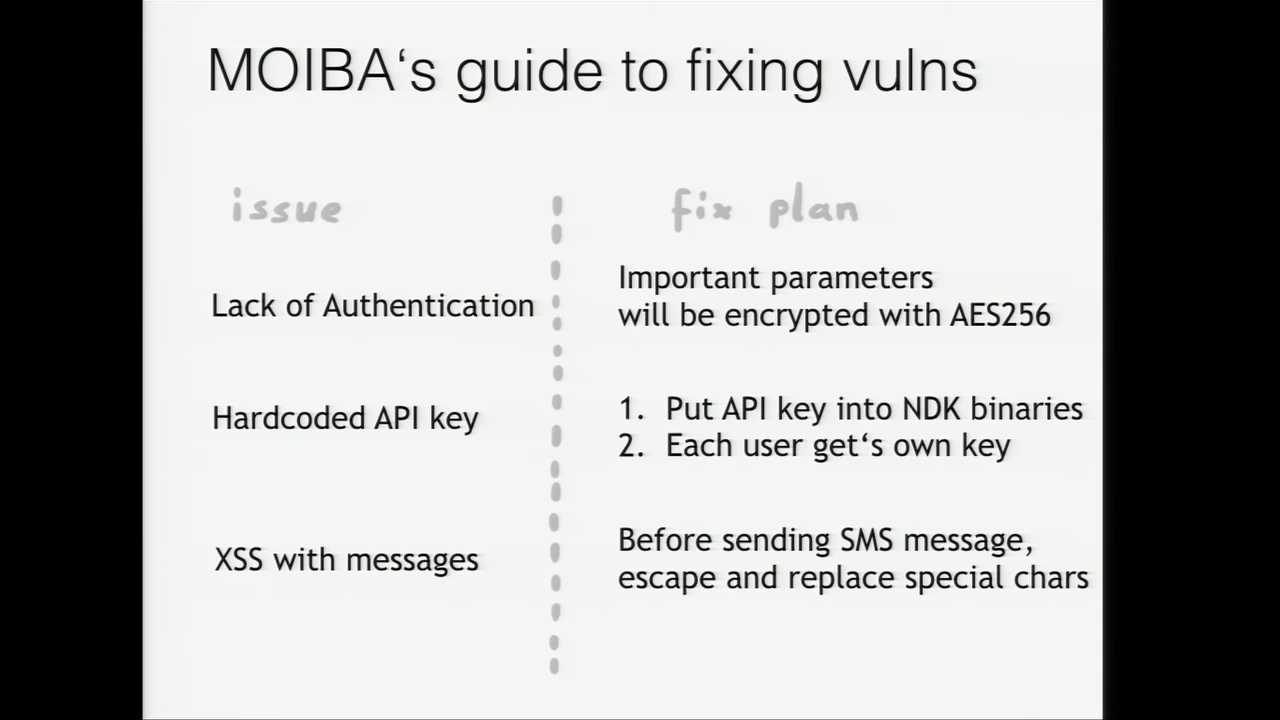 MOIBA‘s guide to fixing vulns
issue
fix plan
Lack of Authentication
Important parameters
will be encrypted with AES256
Hardcoded API key
1. Put API key into NDK binaries
2. Each user get‘s own key
XSS with messages
Before sending SMS message,
escape and replace special chars